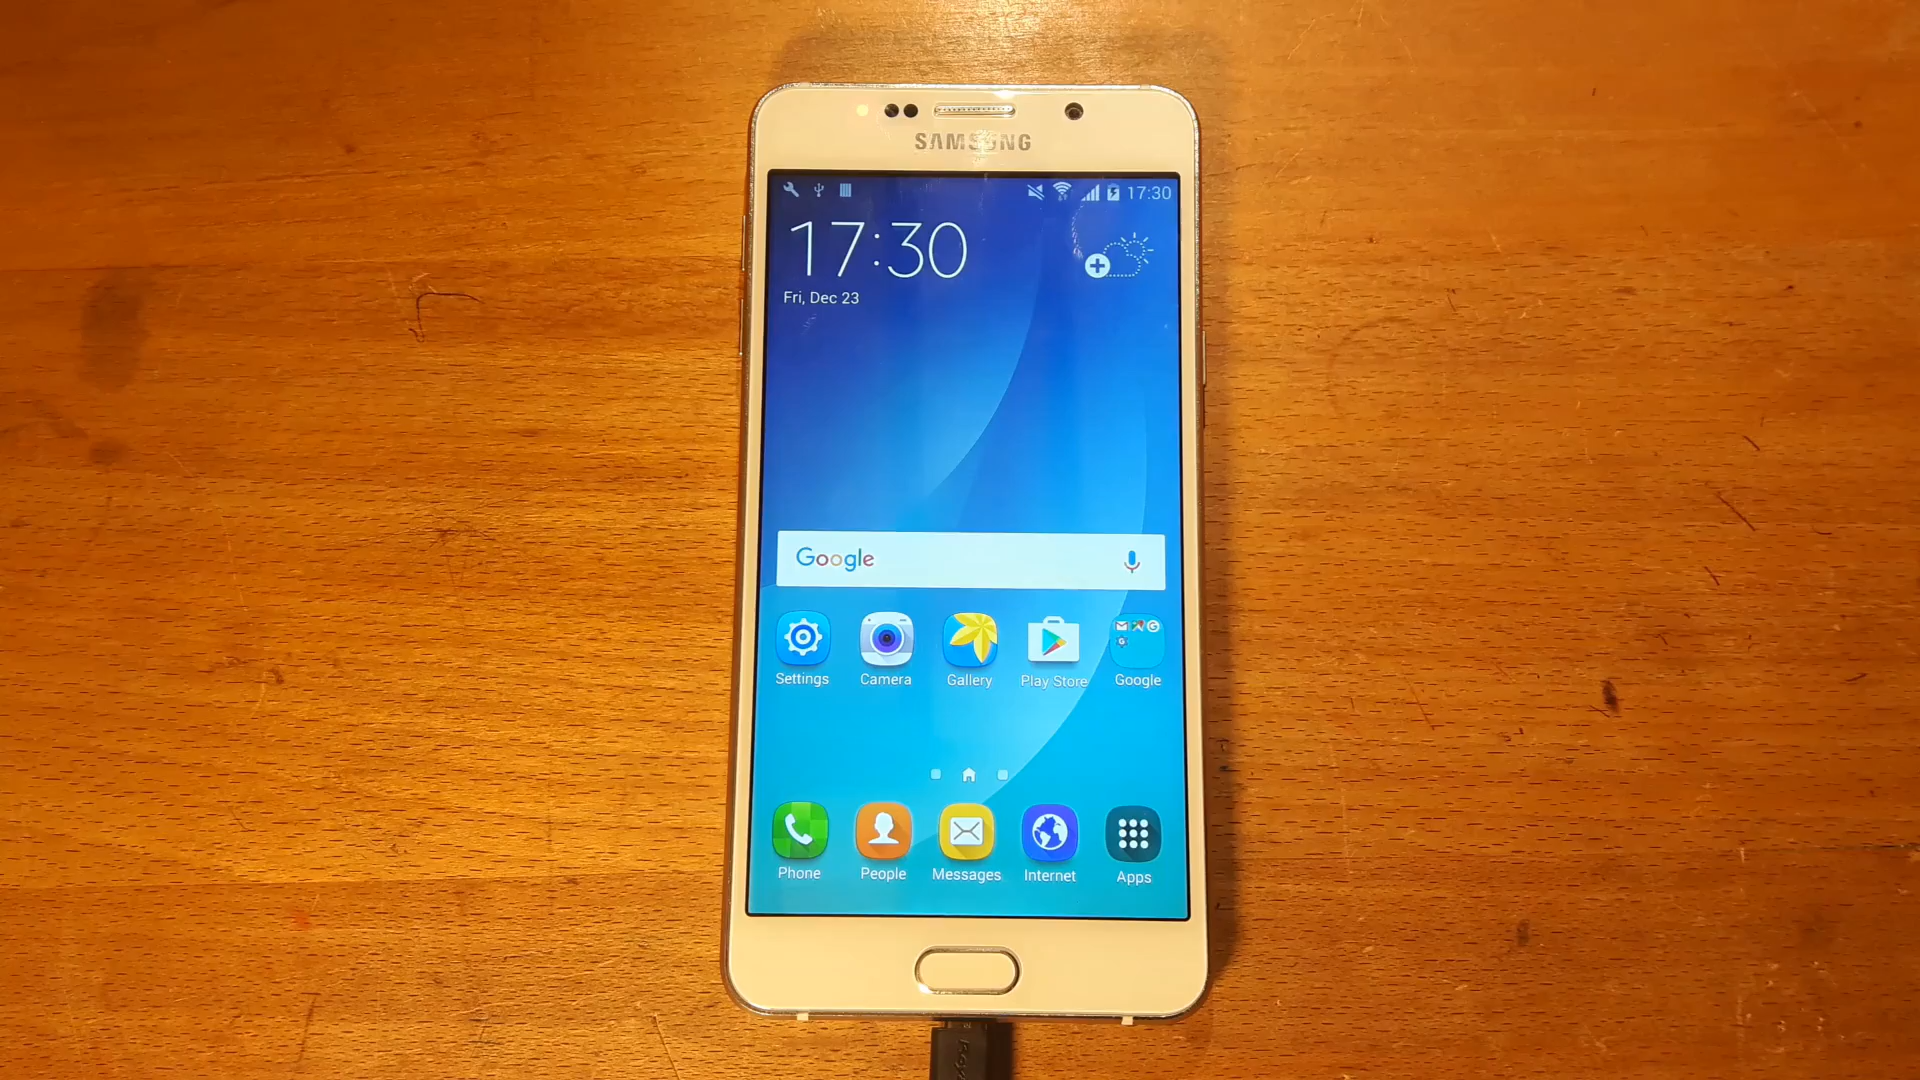 SAMSUNG
17:30
17:30
Fri, Dec 23
Google
Settings
Camera
Gallery
Play Store
Google
Phone
People
Messages
Internet
Apps